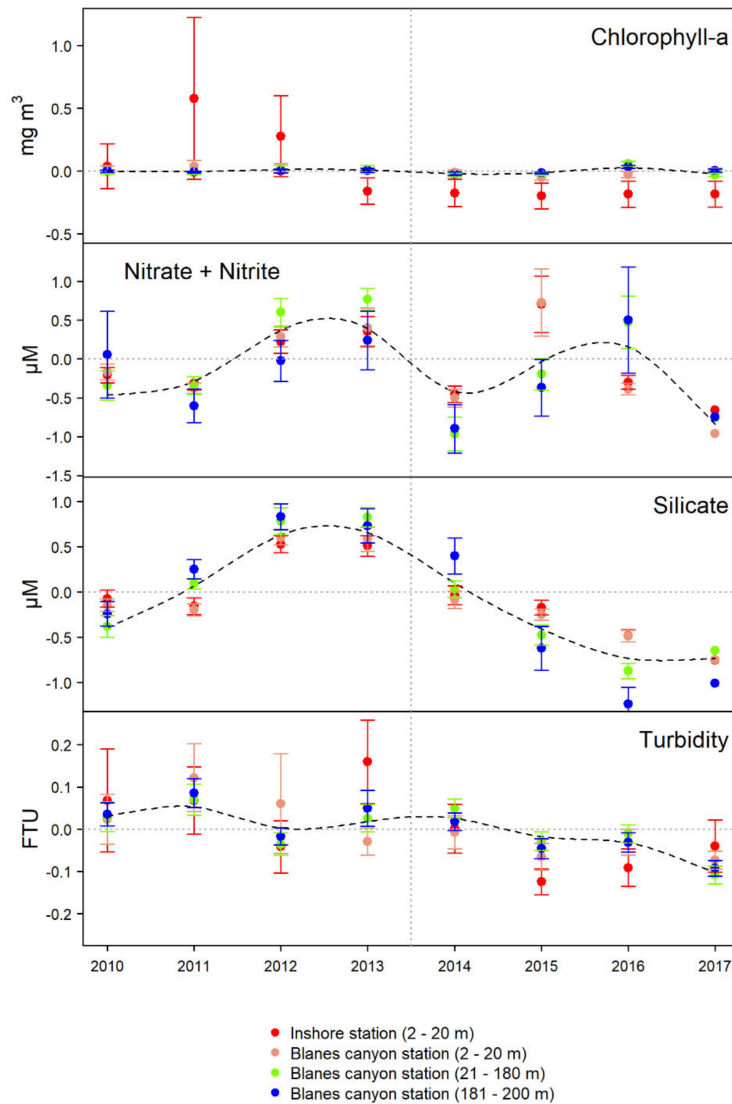 Chlorophyll-a
1.0
0.5
0.0
-0.5
mg m³
Nitrate + Nitrite
1.0
0.5
0.0
-0.5
-1.0
-1.5
µM
Silicate
1.0
0.5
0.0
-0.5
-1.0
µM
Turbidity
0.2
0.1
0.0
-0.1
-0.2
FTU
2010 2011 2012 2013 2014 2015 2016 2017
Inshore station (2 - 20 m)
Blanes canyon station (2 - 20 m)
Blanes canyon station (21 - 180 m)
Blanes canyon station (181 - 200 m)